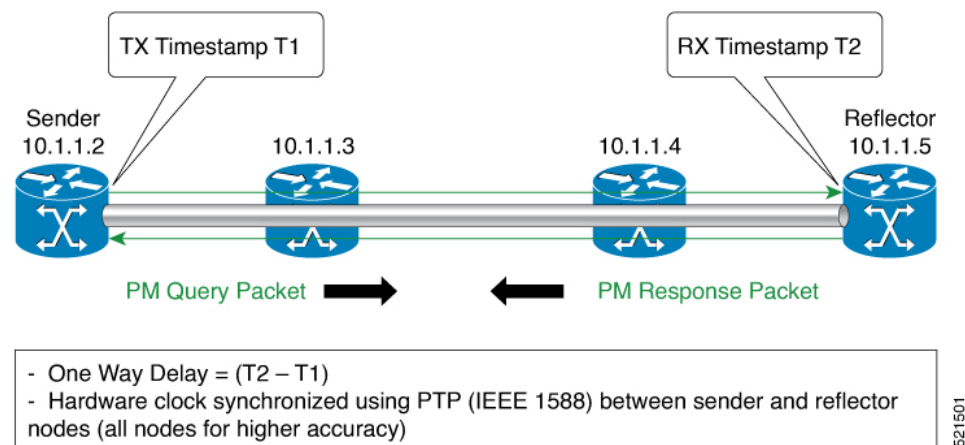 TX Timestamp T1
RX Timestamp T2
Sender
10.1.1.2
10.1.1.3
10.1.1.4
Reflector
10.1.1.5
PM Query Packet
PM Response Packet
- One Way Delay = (T2 – T1)
- Hardware clock synchronized using PTP (IEEE 1588) between sender and reflector
nodes (all nodes for higher accuracy)
521501